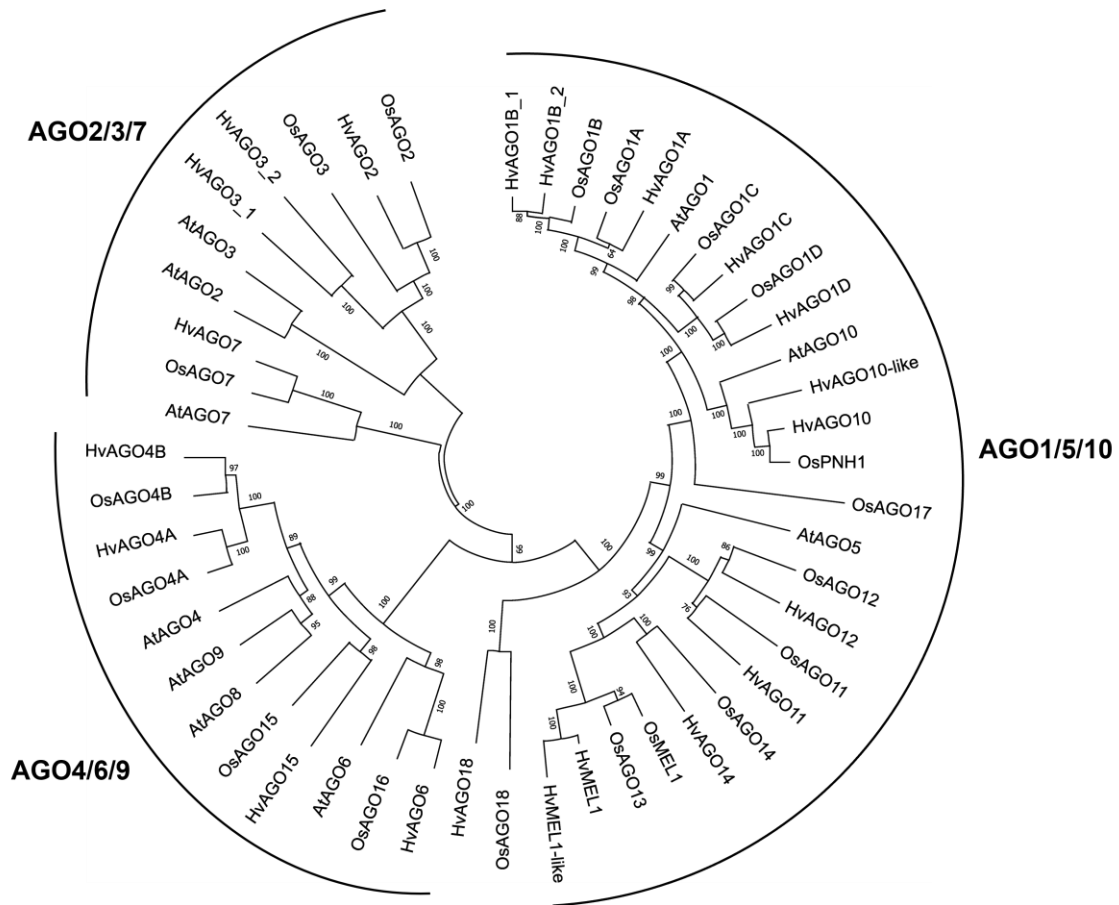 AGO2/3/7
AGO1/5/10
AGO4/6/9
HvAGO1B_1
HvAGO1B_2
OsAGO1B
OsAGO1A
HvAGO1A
AtAGO1
OsAGO1C
HvAGO1C
OsAGO1D
HvAGO1D
AtAGO10
HvAGO10-like
HvAGO10
OsPNH1
OsAGO17
AtAGO5
OsAGO12
HvAGO12
OsAGO11
HvAGO11
OsAGO14
HvAGO14
OsMEL1
OsAGO13
HvMEL1
HvMEL1-like
OsAGO18
HvAGO18
HvAGO6
OsAGO16
AtAGO6
HvAGO15
OsAGO15
AtAGO8
AtAGO9
AtAGO4
OsAGO4A
HvAGO4A
OsAGO4B
HvAGO4B
AtAGO7
OsAGO7
HvAGO7
AtAGO2
AtAGO3
HvAGO3_1
HvAGO3_2
OsAGO3
HvAGO2
OsAGO2
88
100
100
64
99
98
99
100
100
100
100
100
100
100
99
99
93
86
100
76
100
100
100
94
100
100
100
66
100
98
100
99
98
89
88
95
100
97
100
100
100
100
100
100
100
100
100